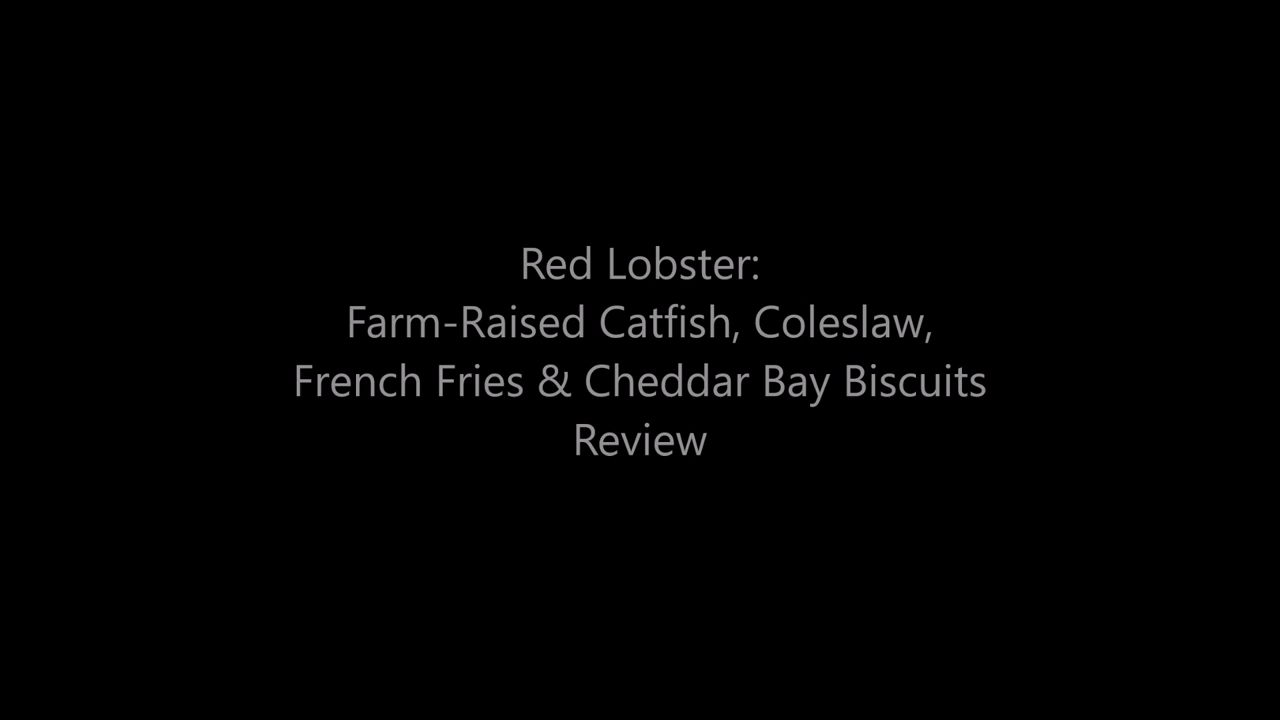 Red Lobster:
Farm-Raised Catfish, Coleslaw,
French Fries & Cheddar Bay Biscuits
Review